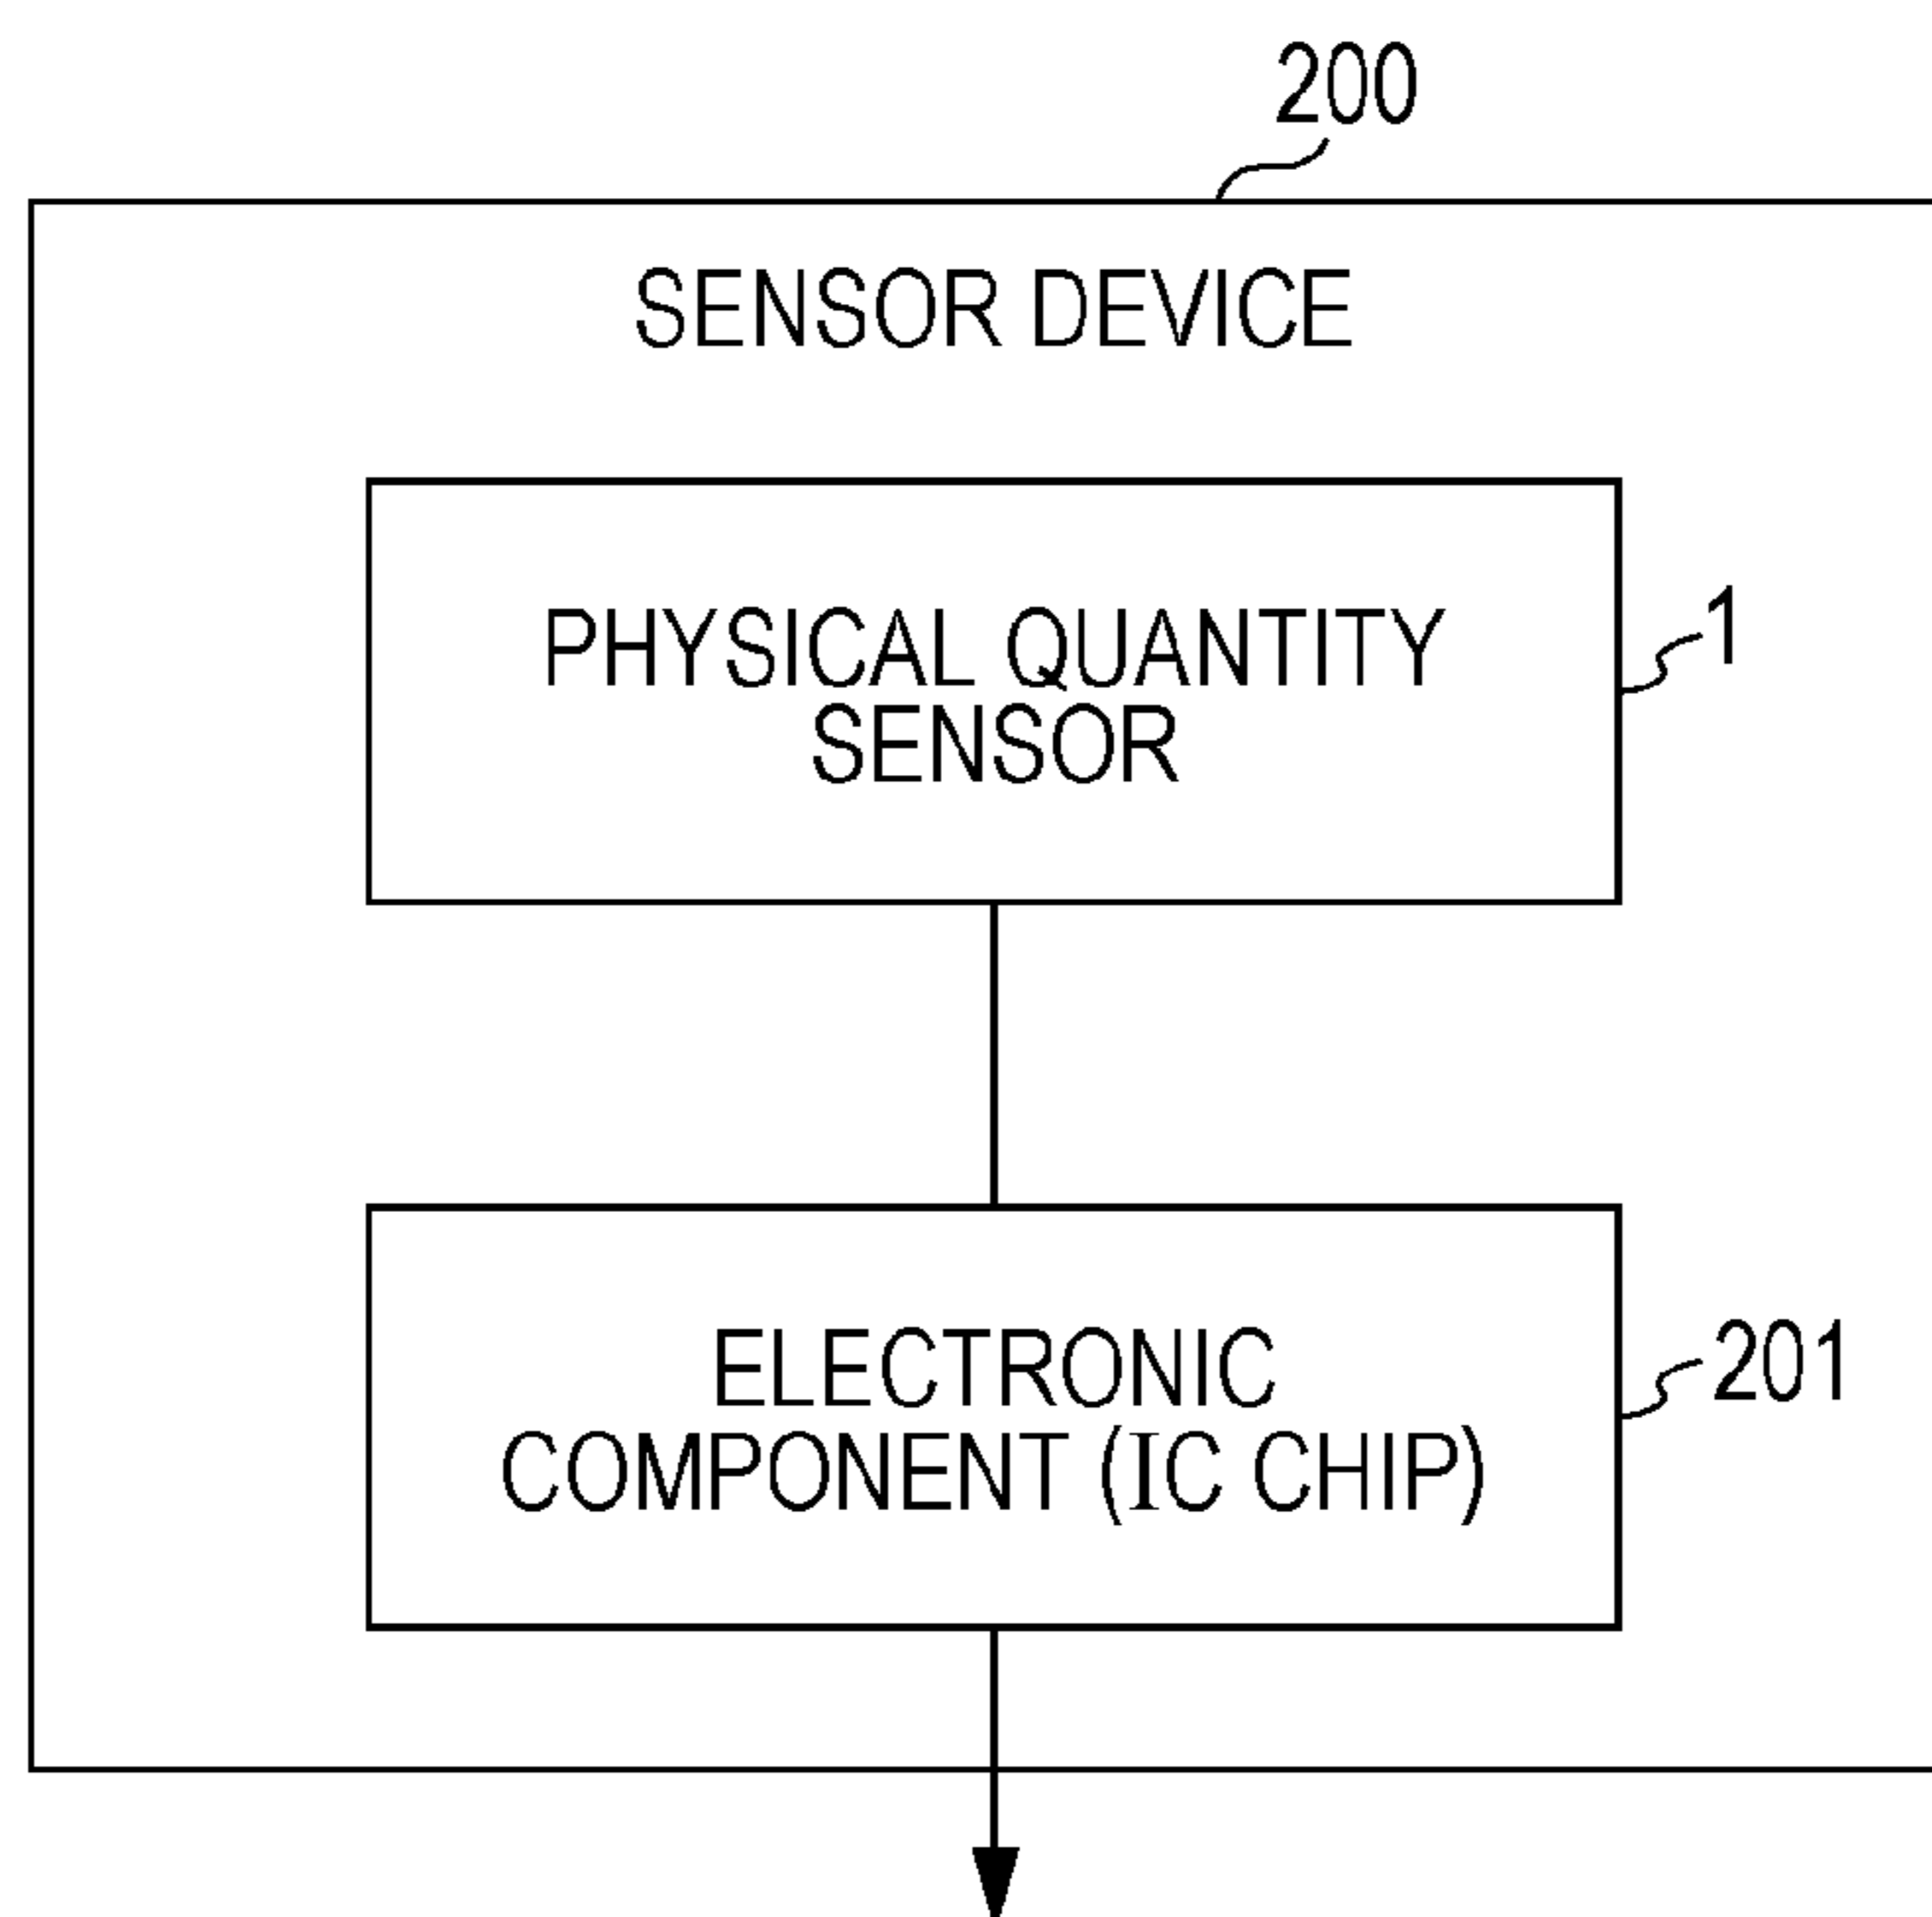 200
SENSOR DEVICE
PHYSICAL QUANTITY
SENSOR
1
ELECTRONIC
COMPONENT (IC CHIP)
201